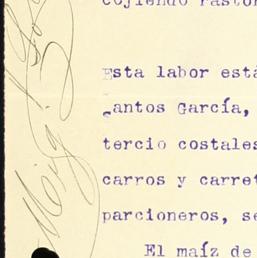 cojiendo Pasto
Esta labor está
antos García,
tercio costales
carros y carret
parcioneros, se
El maíz de